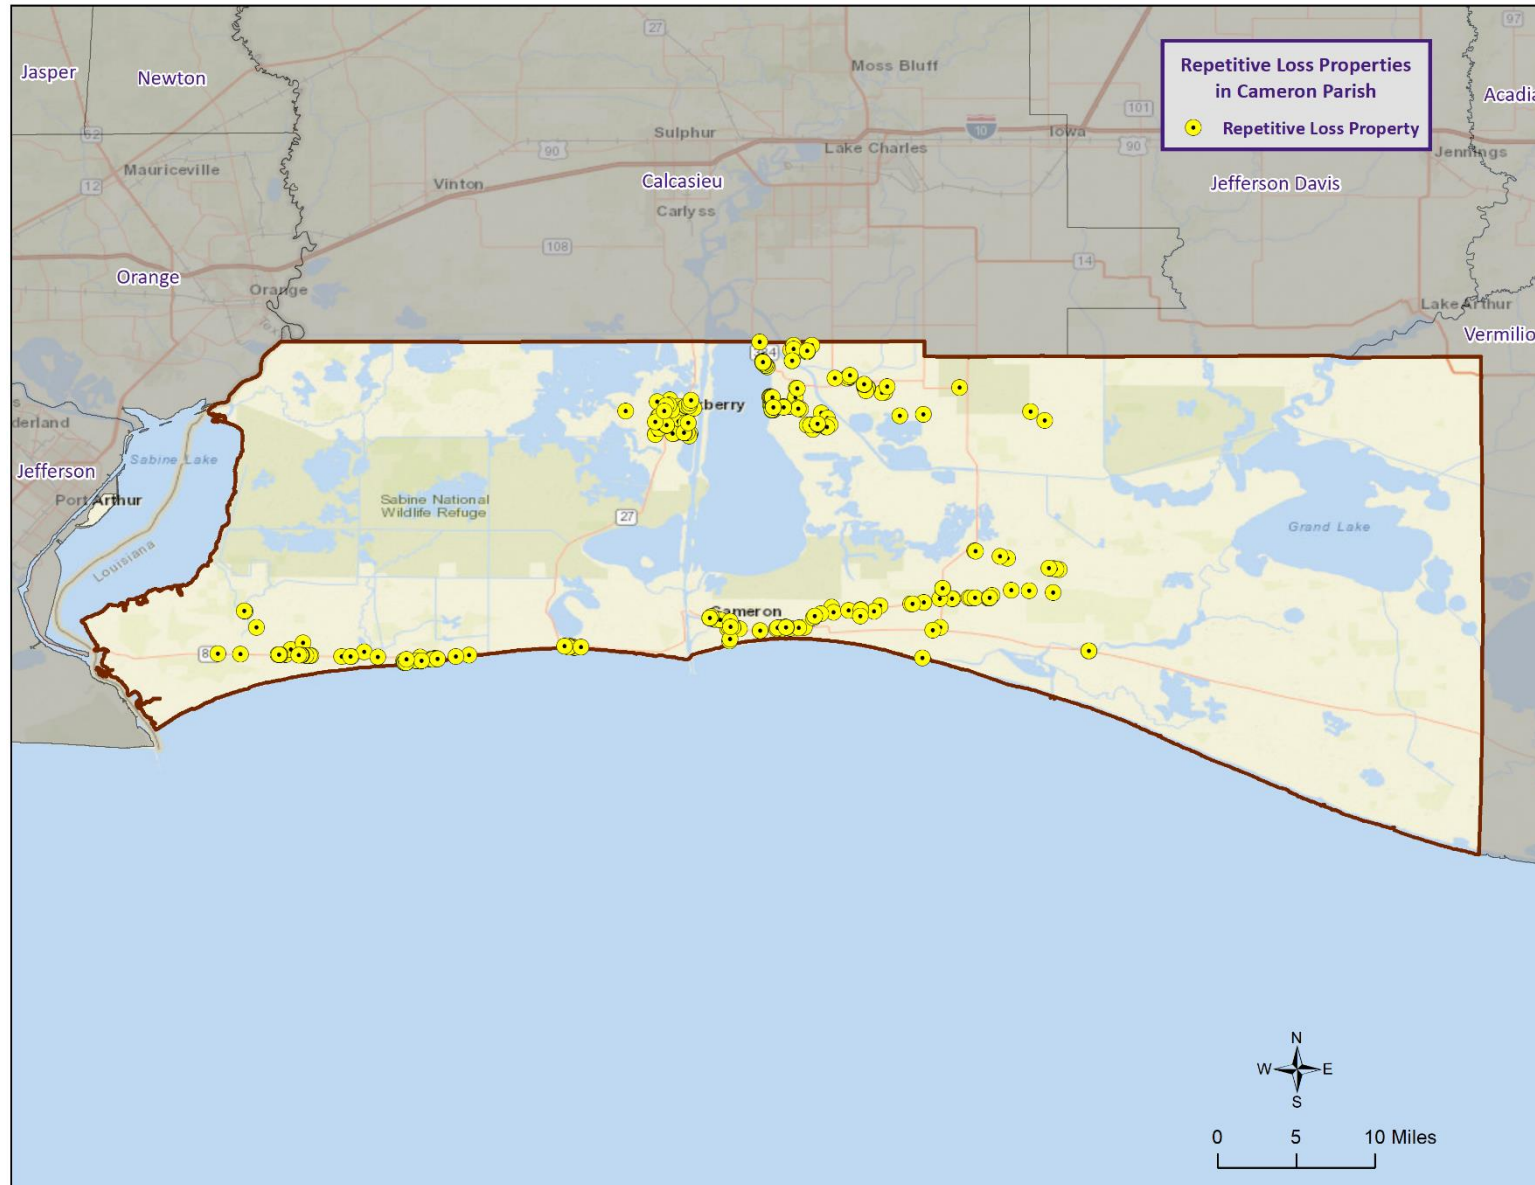 27
97
Jasper
Newton
Moss Bluff
Repetitive Loss Properties
in Cameron Parish
Repetitive Loss Property
Acadia
101
52
Sulphur
10
Iowa
90
Lake Charles
90
Jennings
Mauriceville
12
Vinton
Calcasieu
Jefferson Davis
Carlyss
108
14
Orange
Orange
Lake Arthur
Vermilio
berry
derland
Sabine Lake
Jefferson
Port Arthur
Sabine National
Wildlife Refuge
27
Grand Lake
Louisiana
Cameron
N
W E
S
0 5 10 Miles